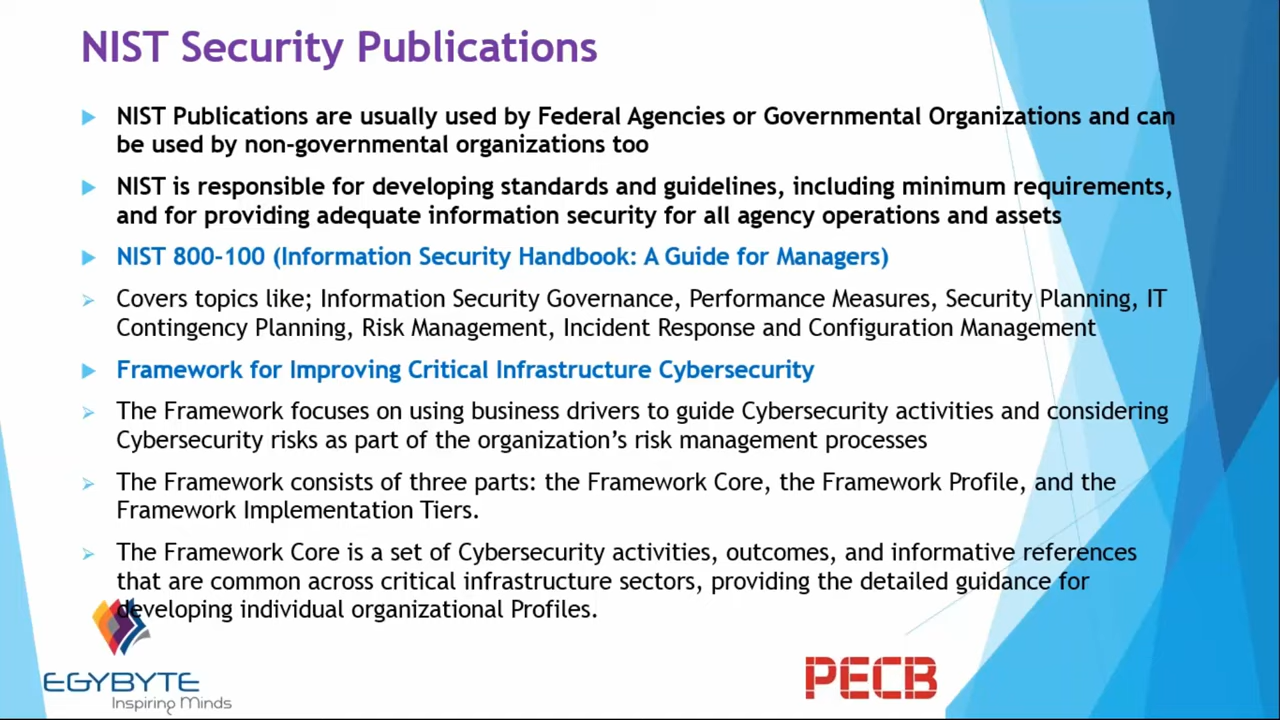 NIST Security Publications
NIST Publications are usually used by Federal Agencies or Governmental Organizations and can
be used by non-governmental organizations too
NIST is responsible for developing standards and guidelines, including minimum requirements,
and for providing adequate information security for all agency operations and assets
NIST 800-100 (Information Security Handbook: A Guide for Managers)
Covers topics like; Information Security Governance, Performance Measures, Security Planning, IT
Contingency Planning, Risk Management, Incident Response and Configuration Management
Framework for Improving Critical Infrastructure Cybersecurity
The Framework focuses on using business drivers to guide Cybersecurity activities and considering
Cybersecurity risks as part of the organization’s risk management processes
The Framework consists of three parts: the Framework Core, the Framework Profile, and the
Framework Implementation Tiers.
The Framework Core is a set of Cybersecurity activities, outcomes, and informative references
that are common across critical infrastructure sectors, providing the detailed guidance for
developing individual organizational Profiles.
EGYBYTE
Inspiring Minds
PECB